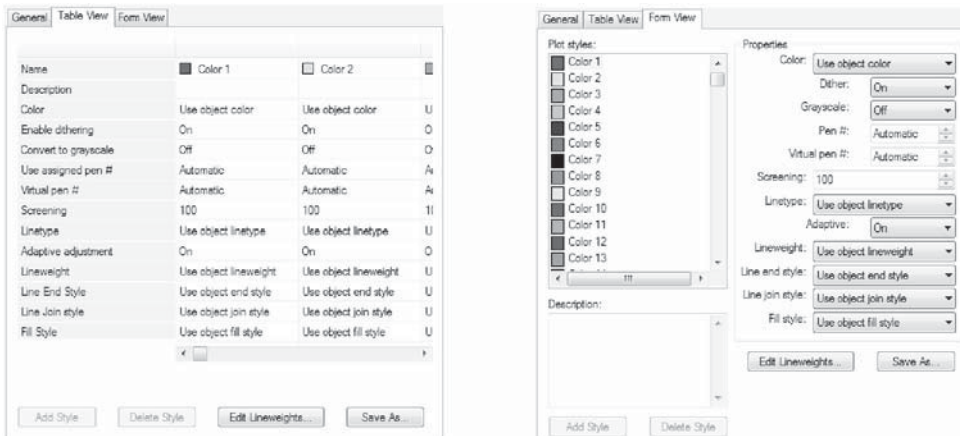 General Table View Form View
Name Color 1 Color 2
Description
Color Use object color Use object color U
Enable dithering On On O
Convert to grayscale Off Off O
Use assigned pen # Automatic Automatic A
Virtual pen # Automatic Automatic A
Screening 100 100 10
Linetype Use object linetype Use object linetype U
Adaptive adjustment On On O
Lineweight Use object lineweight Use object lineweight U
Line End Style Use object end style Use object end style U
Line Join style Use object join style Use object join style U
Fill Style Use object fill style Use object fill style U
Add Style Delete Style Edit Lineweights... Save As...
General Table View Form View
Plot styles:
Color 1
Color 2
Color 3
Color 4
Color 5
Color 6
Color 7
Color 8
Color 9
Color 10
Color 11
Color 12
Color 13
Description:
Add Style Delete Style
Properties
Color: Use object color
Dither: On
Grayscale: Off
Pen #: Automatic
Virtual pen #: Automatic
Screening: 100
Linetype: Use object linetype
Adaptive: On
Lineweight: Use object lineweight
Line end style: Use object end style
Line join style: Use object join style
Fill style: Use object fill style
Edit Lineweights... Save As...